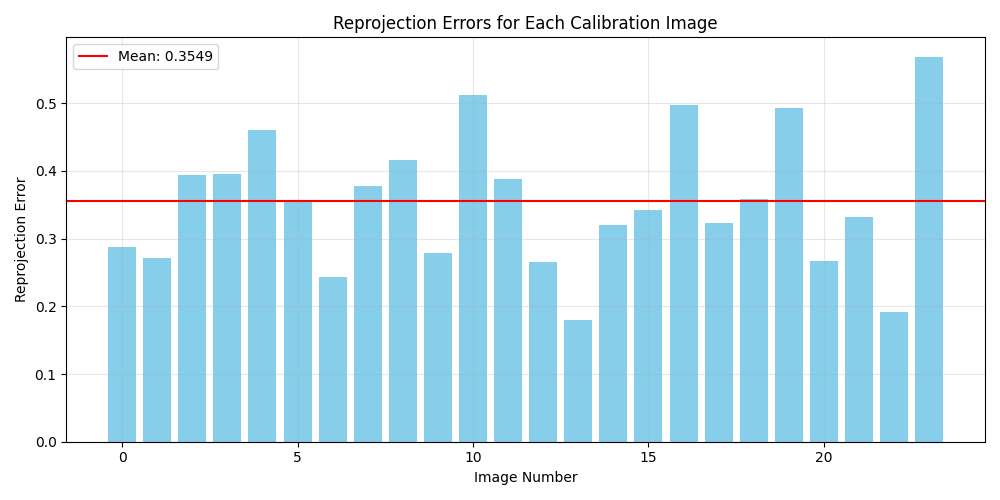 Reprojection Errors for Each Calibration Image
Mean: 0.3549
Reprojection Error
0.5
0.4
0.3
0.2
0.1
0.0
0 5 10 15 20
Image Number